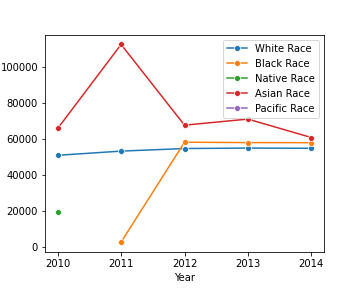 White Race
Black Race
Native Race
Asian Race
Pacific Race
100000
80000
60000
40000
20000
0
2010 2011 2012 2013 2014
Year